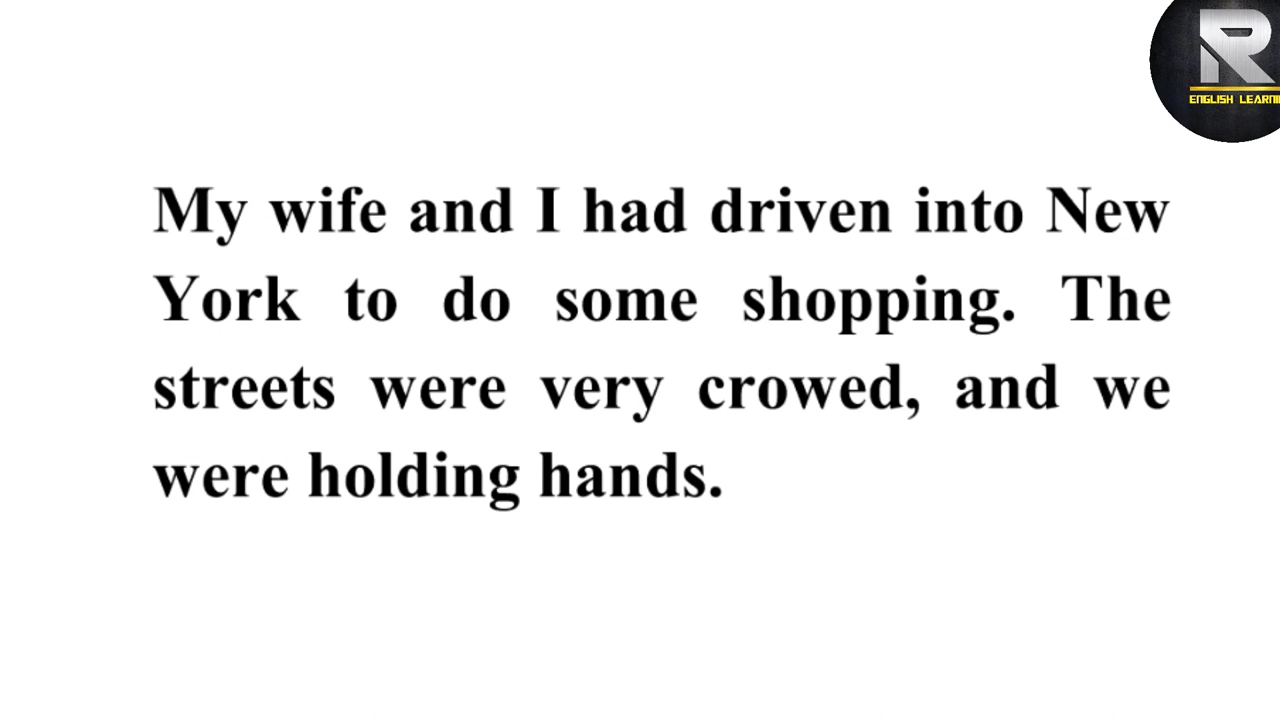 R
ENGLISH LEARNIN
My wife and I had driven into New
York to do some shopping. The
streets were very crowed, and we
were holding hands.